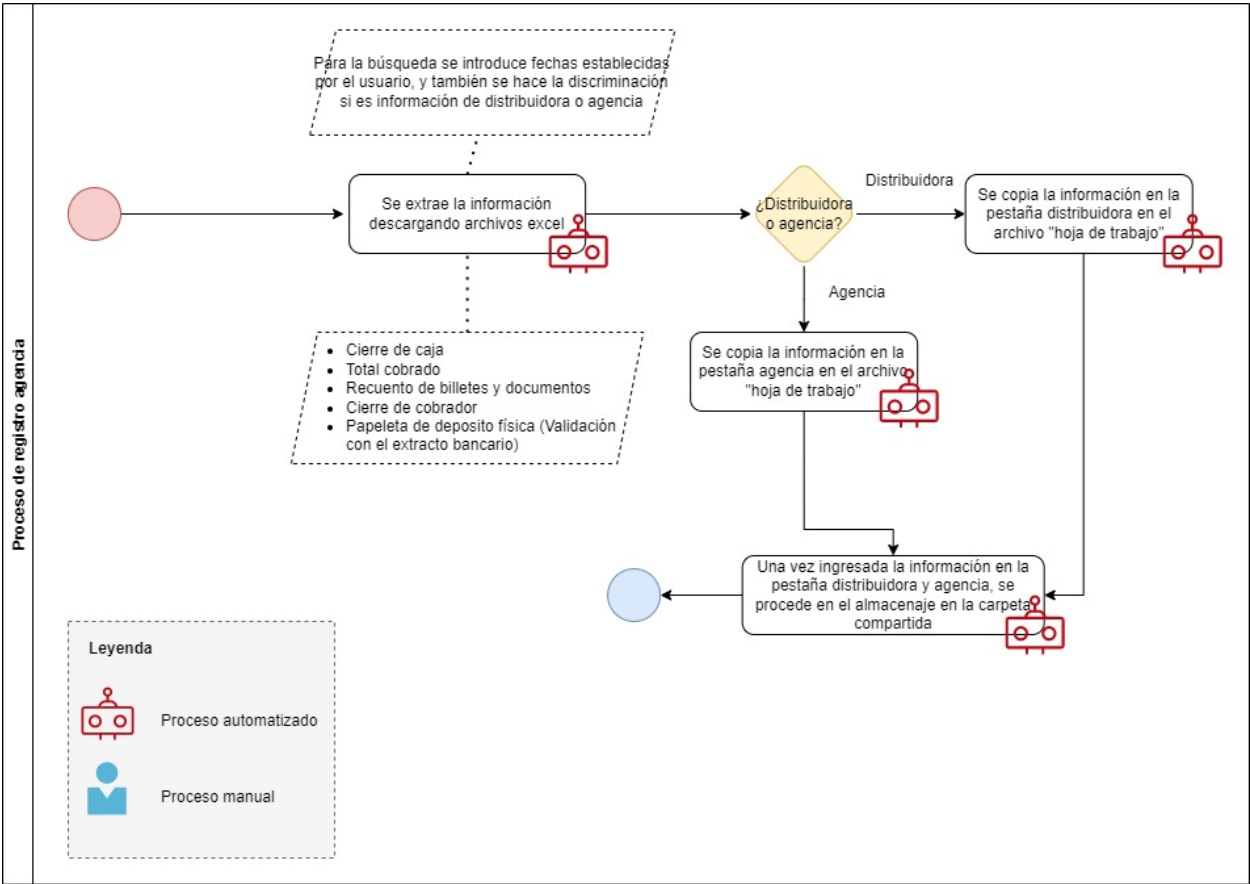 Proceso de registro agencia
Para la búsqueda se introduce fechas establecidas
por el usuario, y también se hace la discriminación
si es información de distribuidora o agencia
Se extrae la información
descargando archivos excel
¿Distribuidora
o agencia?
Distribuidora
Se copia la información en la
pestaña distribuidora en el
archivo "hoja de trabajo"
Agencia
Se copia la información en la
pestaña agencia en el archivo
"hoja de trabajo"
• Cierre de caja
• Total cobrado
• Recuento de billetes y documentos
• Cierre de cobrador
• Papeleta de deposito física (Validación
con el extracto bancario)
Una vez ingresada la información en la
pestaña distribuidora y agencia, se
procede en el almacenaje en la carpeta
compartida
Leyenda
Proceso automatizado
Proceso manual